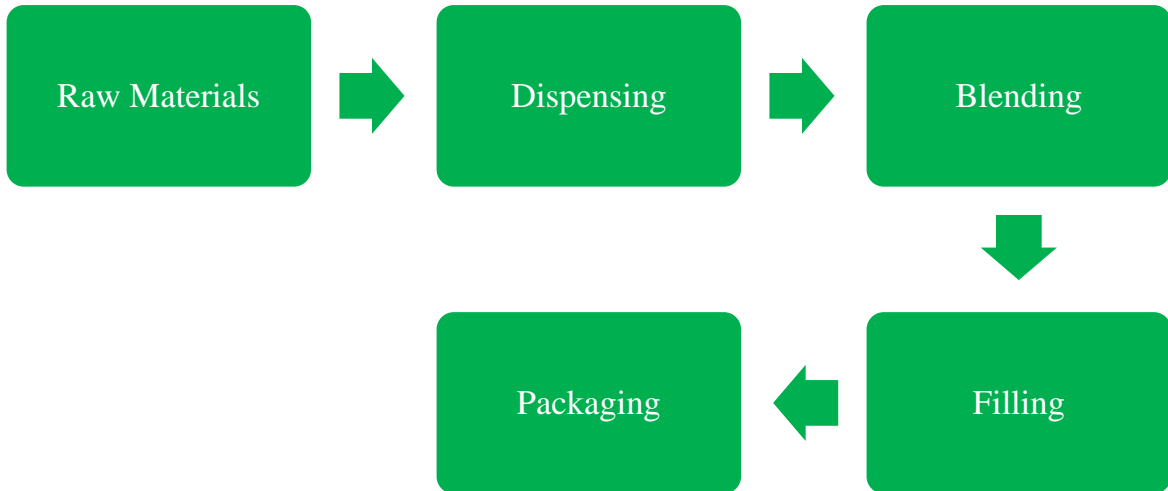 Raw Materials
Dispensing
Blending
Filling
Packaging